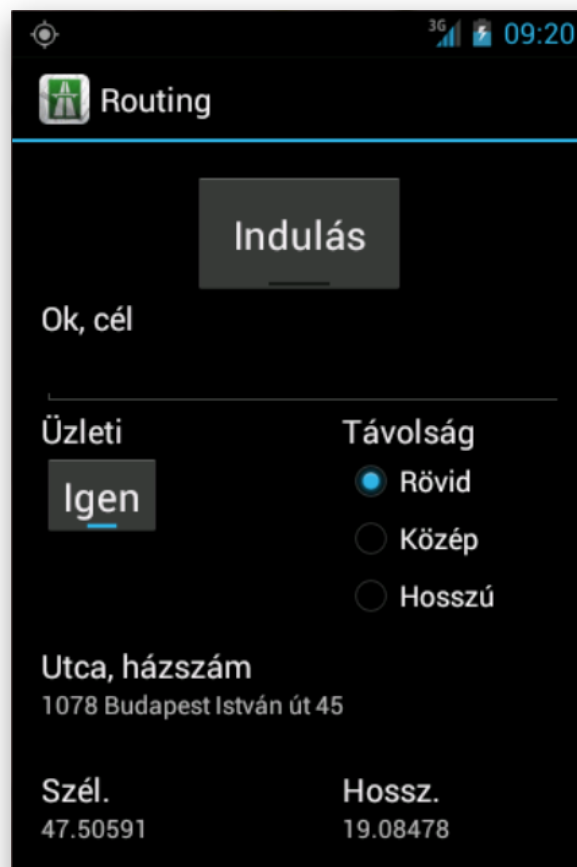 3G 09:20
Routing
Indulás
Ok, cél
Üzleti Távolság
Igen
Rövid
Közép
Hosszú
Utca, házszám
1078 Budapest István út 45
Szél. Hossz.
47.50591 19.08478